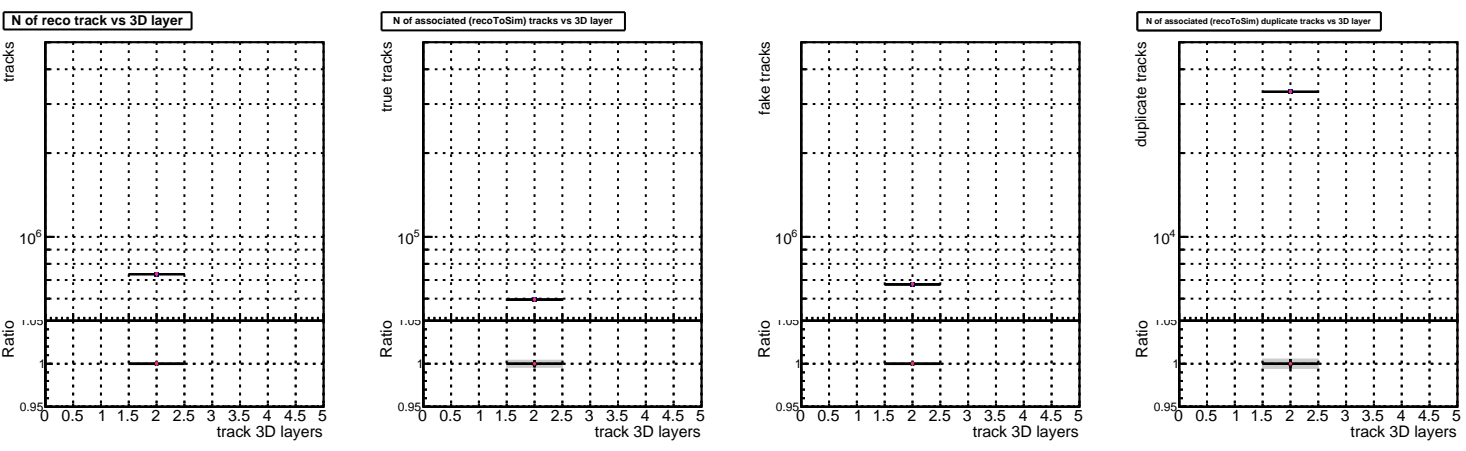 N of reco track vs 3D layer
tracks
10^6
Ratio
1.05
1
0.95
0 0.5 1 1.5 2 2.5 3 3.5 4 4.5 5
track 3D layers
N of associated (recoToSim) tracks vs 3D layer
true tracks
10^5
Ratio
1.05
1
0.95
0 0.5 1 1.5 2 2.5 3 3.5 4 4.5 5
track 3D layers
fake tracks
10^6
Ratio
1.05
1
0.95
0 0.5 1 1.5 2 2.5 3 3.5 4 4.5 5
track 3D layers
N of associated (recoToSim) duplicate tracks vs 3D layer
duplicate tracks
10^4
Ratio
1.05
1
0.95
0 0.5 1 1.5 2 2.5 3 3.5 4 4.5 5
track 3D layers